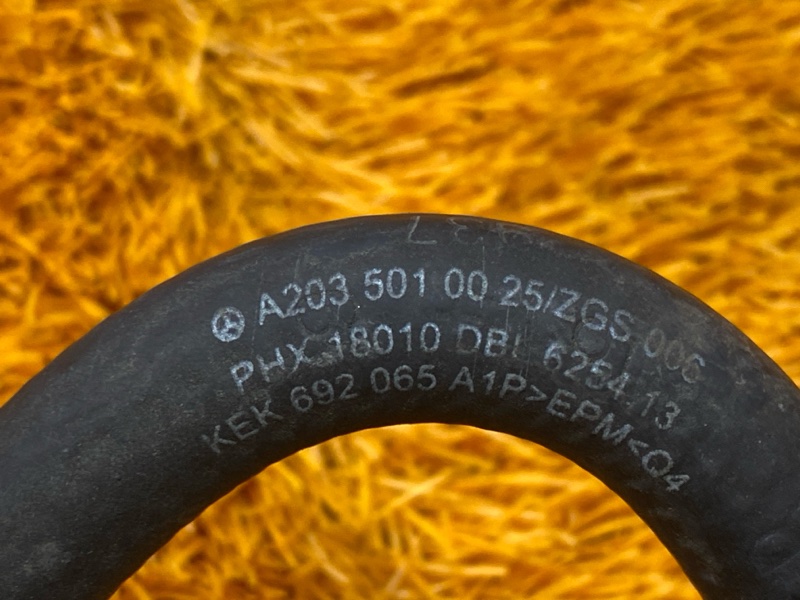 A203 501 00 25/ZGS 006
PHX 18010 DBL 6254.13
KEK 692 065 A1P>EPM<Q4